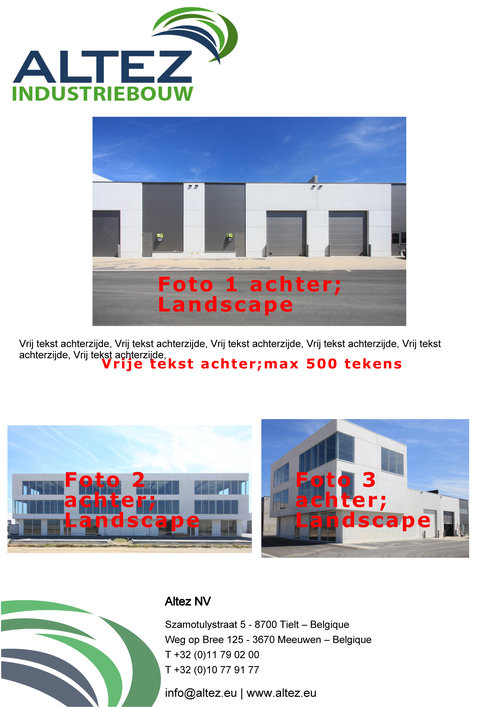 ALTEZ
INDUSTRIEBOUW
Foto 1 achter;
Landscape
Vrij tekst achterzijde, Vrij tekst achterzijde, Vrij tekst achterzijde, Vrij tekst achterzijde, Vrij tekst
achterzijde, Vrij tekst achterzijde,
Vrije tekst achter;max 500 tekens
Foto 2
achter;
Landscape
Foto 3
achter;
Landscape
Altez NV
Szamotulystraat 5 - 8700 Tielt – Belgique
Weg op Bree 125 - 3670 Meeuwen – Belgique
T +32 (0)11 79 02 00
T +32 (0)10 77 91 77
info@altez.eu | www.altez.eu